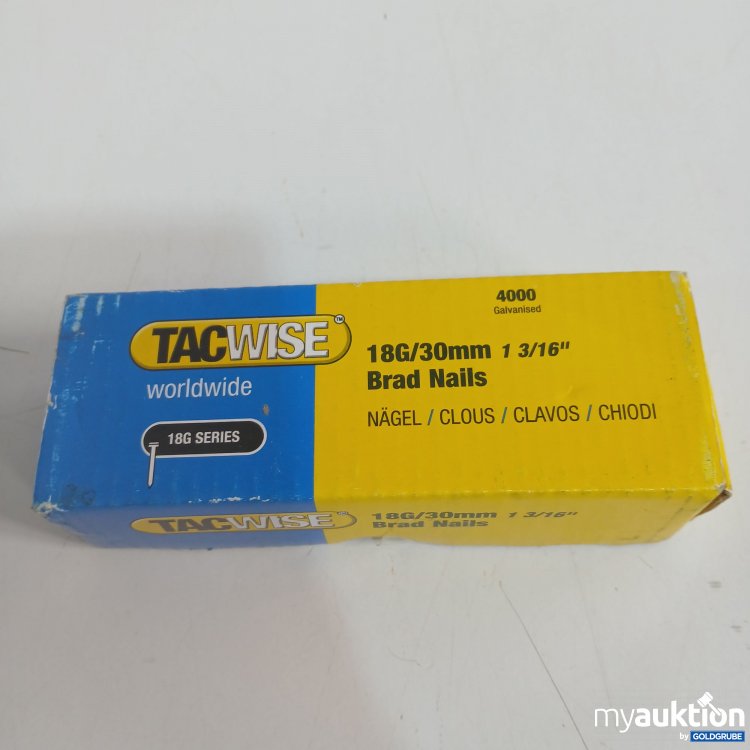 4000
Galvanised
TACWISE™
worldwide
18G/30mm 1 3/16"
Brad Nails
NÄGEL / CLOUS / CLAVOS / CHIODI
18G SERIES
TACWISE
18G/30mm 1 3/16"
Brad Nails
myauktion
by GOLDGRUBE